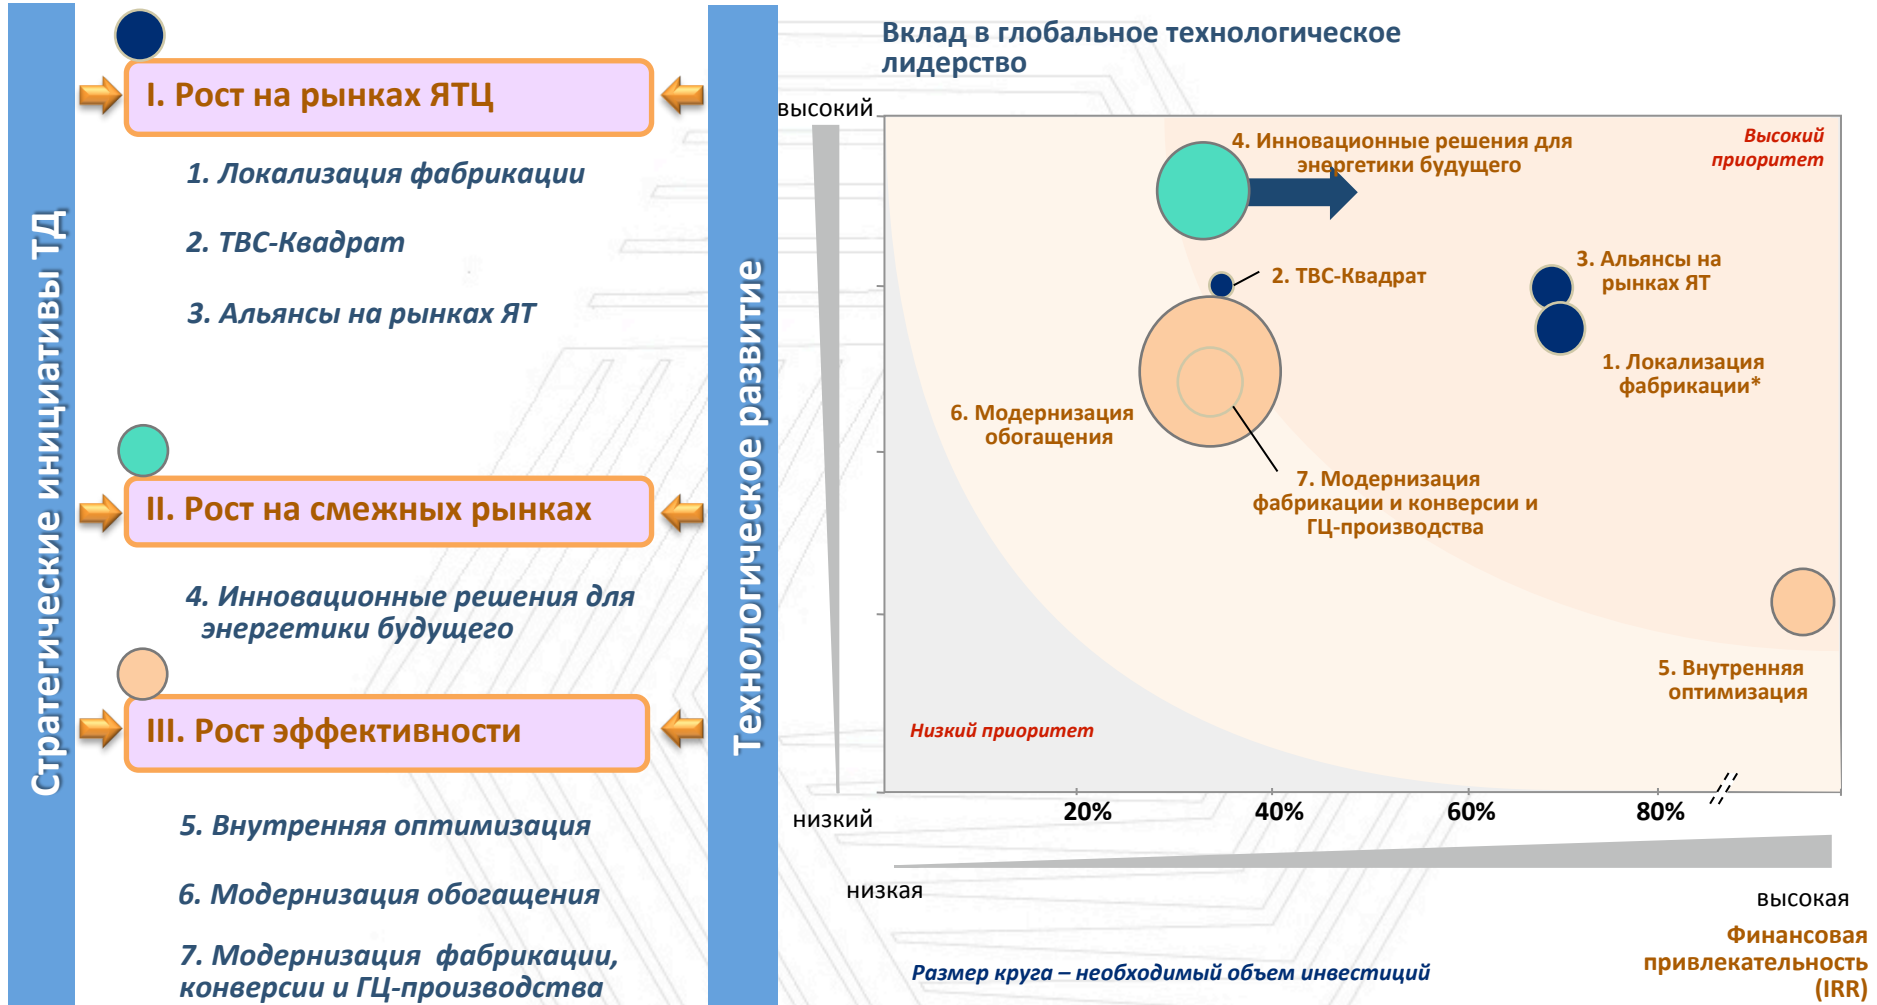 Стратегические инициативы ТД
I. Рост на рынках ЯТЦ
1. Локализация фабрикации
2. ТВС-Квадрат
3. Альянсы на рынках ЯТ
II. Рост на смежных рынках
4. Инновационные решения для
энергетики будущего
III. Рост эффективности
5. Внутренняя оптимизация
6. Модернизация обогащения
7. Модернизация фабрикации,
конверсии и ГЦ-производства
Технологическое развитие
Вклад в глобальное технологическое
лидерство
высокий
4. Инновационные решения для
энергетики будущего
Высокий
приоритет
2. ТВС-Квадрат
3. Альянсы на
рынках ЯТ
1. Локализация
фабрикации*
6. Модернизация
обогащения
7. Модернизация
фабрикации и конверсии и
ГЦ-производства
5. Внутренняя
оптимизация
Низкий приоритет
низкий
20%
40%
60%
80%
низкая
высокая
Финансовая
привлекательность
(IRR)
Размер круга – необходимый объем инвестиций